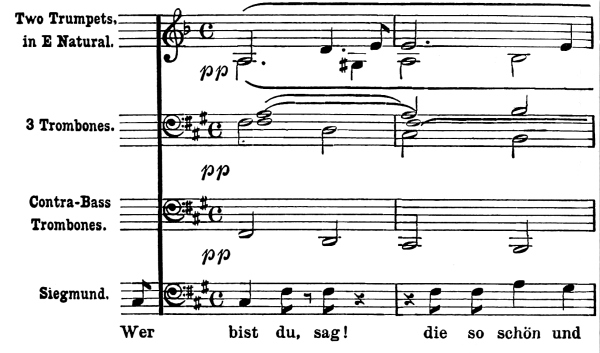 Two Trumpets,
in E Natural.
pp
3 Trombones.
pp
Contra-Bass
Trombones.
pp
Siegmund.
Wer bist du, sag! die so schön und